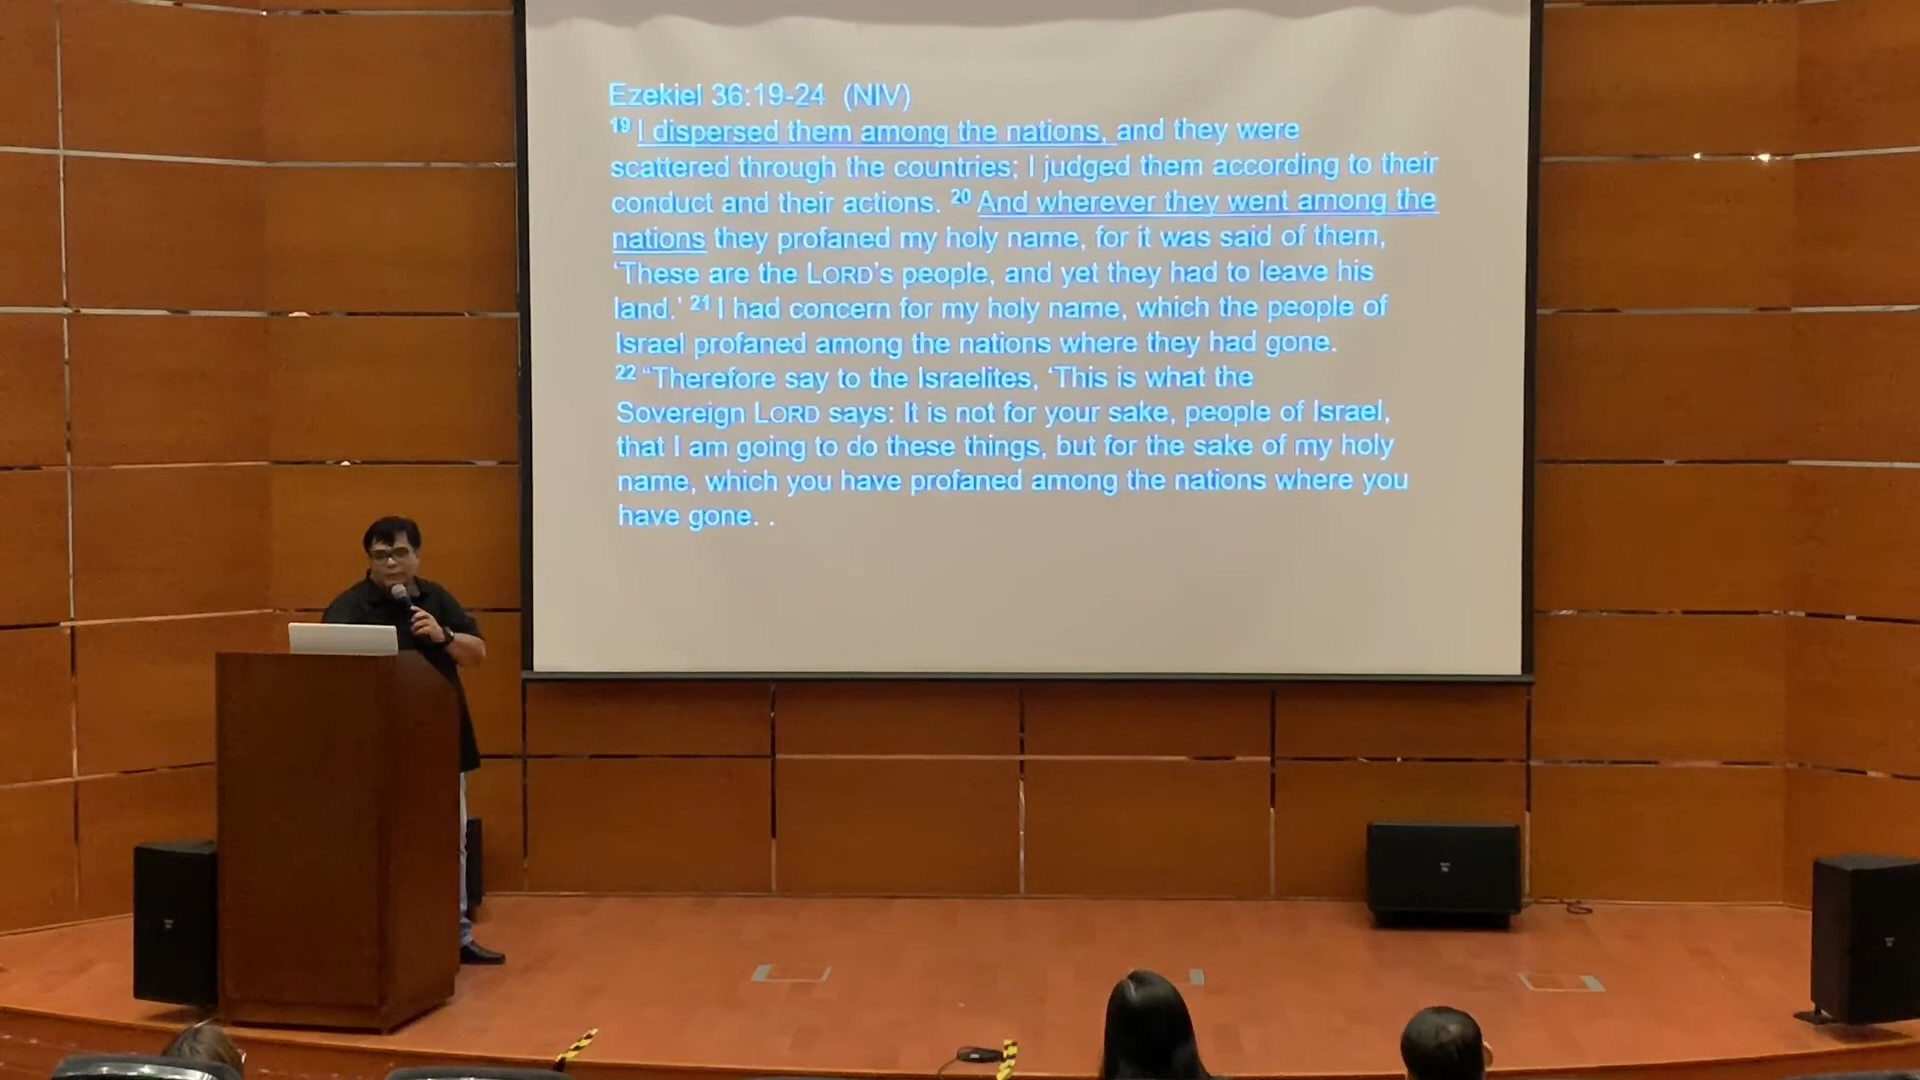 Ezekiel 36:19-24 (NIV)
19 I dispersed them among the nations, and they were
scattered through the countries; I judged them according to their
conduct and their actions. 20 And wherever they went among the
nations they profaned my holy name, for it was said of them,
‘These are the LORD’s people, and yet they had to leave his
land.’ 21 I had concern for my holy name, which the people of
Israel profaned among the nations where they had gone.
22 “Therefore say to the Israelites, ‘This is what the
Sovereign LORD says: It is not for your sake, people of Israel,
that I am going to do these things, but for the sake of my holy
name, which you have profaned among the nations where you
have gone. .